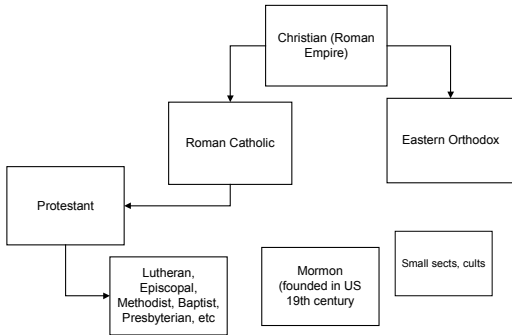 Christian (Roman
Empire)
Roman Catholic
Eastern Orthodox
Protestant
Lutheran,
Episcopal,
Methodist, Baptist,
Presbyterian, etc
Mormon
(founded in US
19th century
Small sects, cults